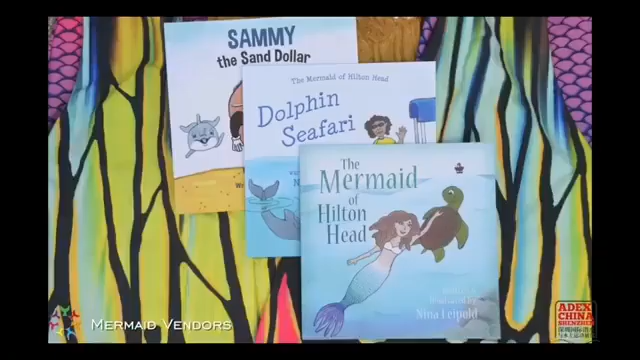 SAMMY
the Sand Dollar
The Mermaid of Hilton Head
Dolphin
Seafari
The
Mermaid
of
Hilton
Head
Illustrated by
Nina Leipold
MERMAID VENDORS
ADEX
CHINA
SHENZHEN